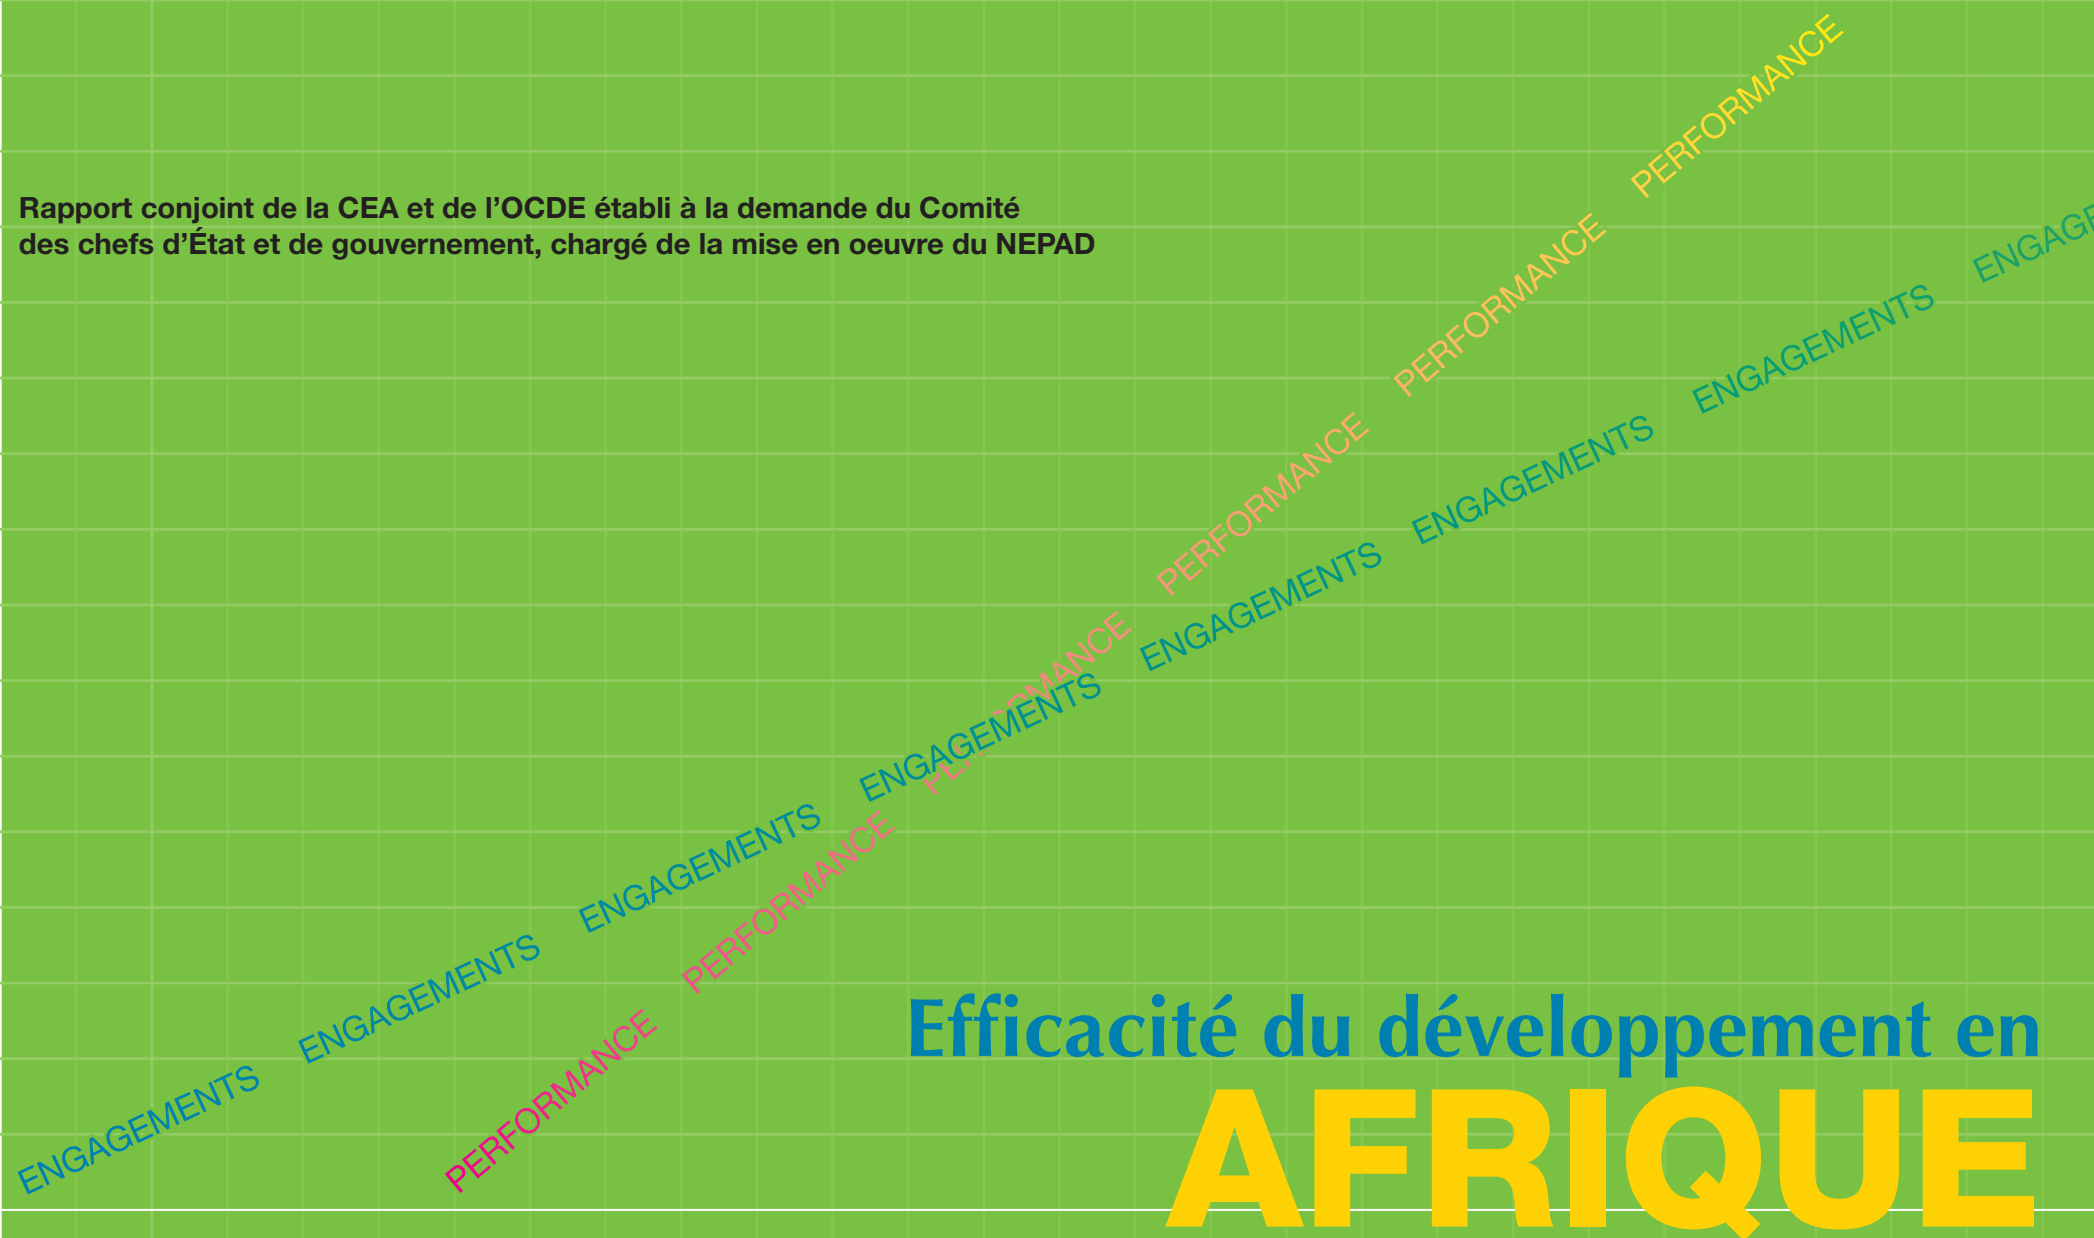 Rapport conjoint de la CEA et de l'OCDE établi à la demande du Comité
des chefs d'État et de gouvernement, chargé de la mise en oeuvre du NEPAD
PERFORMANCE
PERFORMANCE
PERFORMANCE
PERFORMANCE
PERFORMANCE
PERFORMANCE
ENGAGE
ENGAGEMENTS
ENGAGEMENTS
ENGAGEMENTS
ENGAGEMENTS
ENGAGEMENTS
ENGAGEMENTS
ENGAGEMENTS
Efficacité du développement en
AFRIQUE